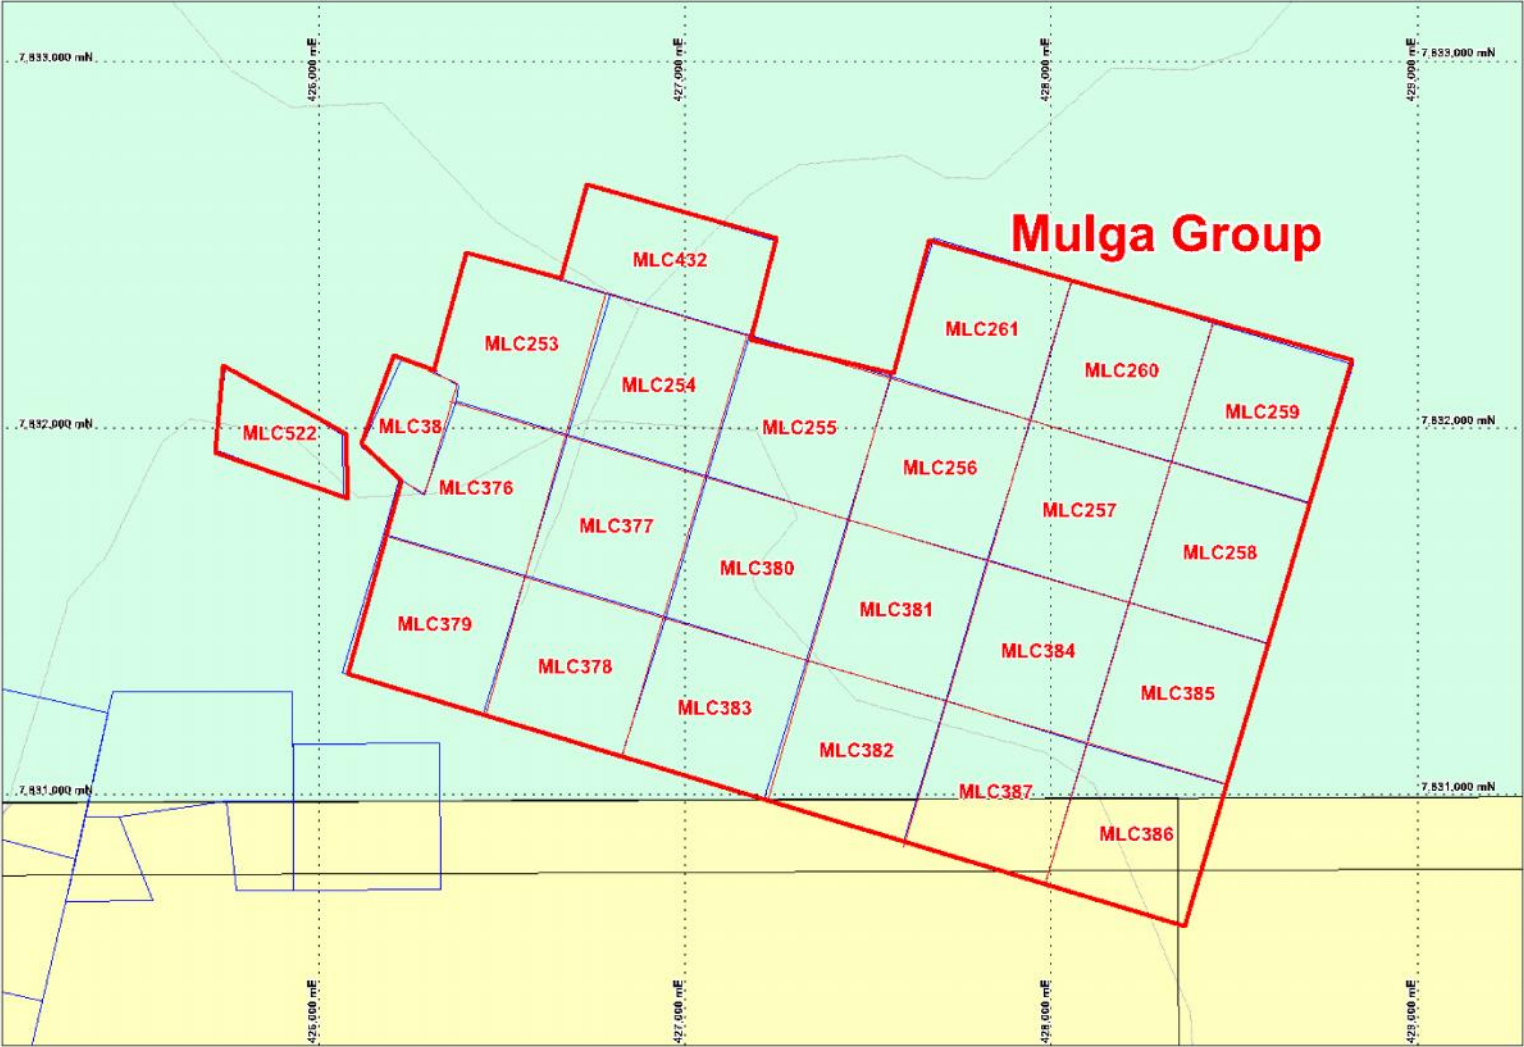 426,000 mE
427,000 mE
428,000 mE
429,000 mE
7,833,000 mN
7,833,000 mN
Mulga Group
MLC432
MLC261
MLC253
MLC260
MLC254
MLC259
MLC38
MLC522
MLC255
7,832,000 mN
7,832,000 mN
MLC256
MLC376
MLC257
MLC377
MLC258
MLC380
MLC381
MLC379
MLC384
MLC378
MLC385
MLC383
MLC382
7,831,000 mN
MLC387
7,831,000 mN
MLC386
426,000 mE
427,000 mE
428,000 mE
429,000 mE